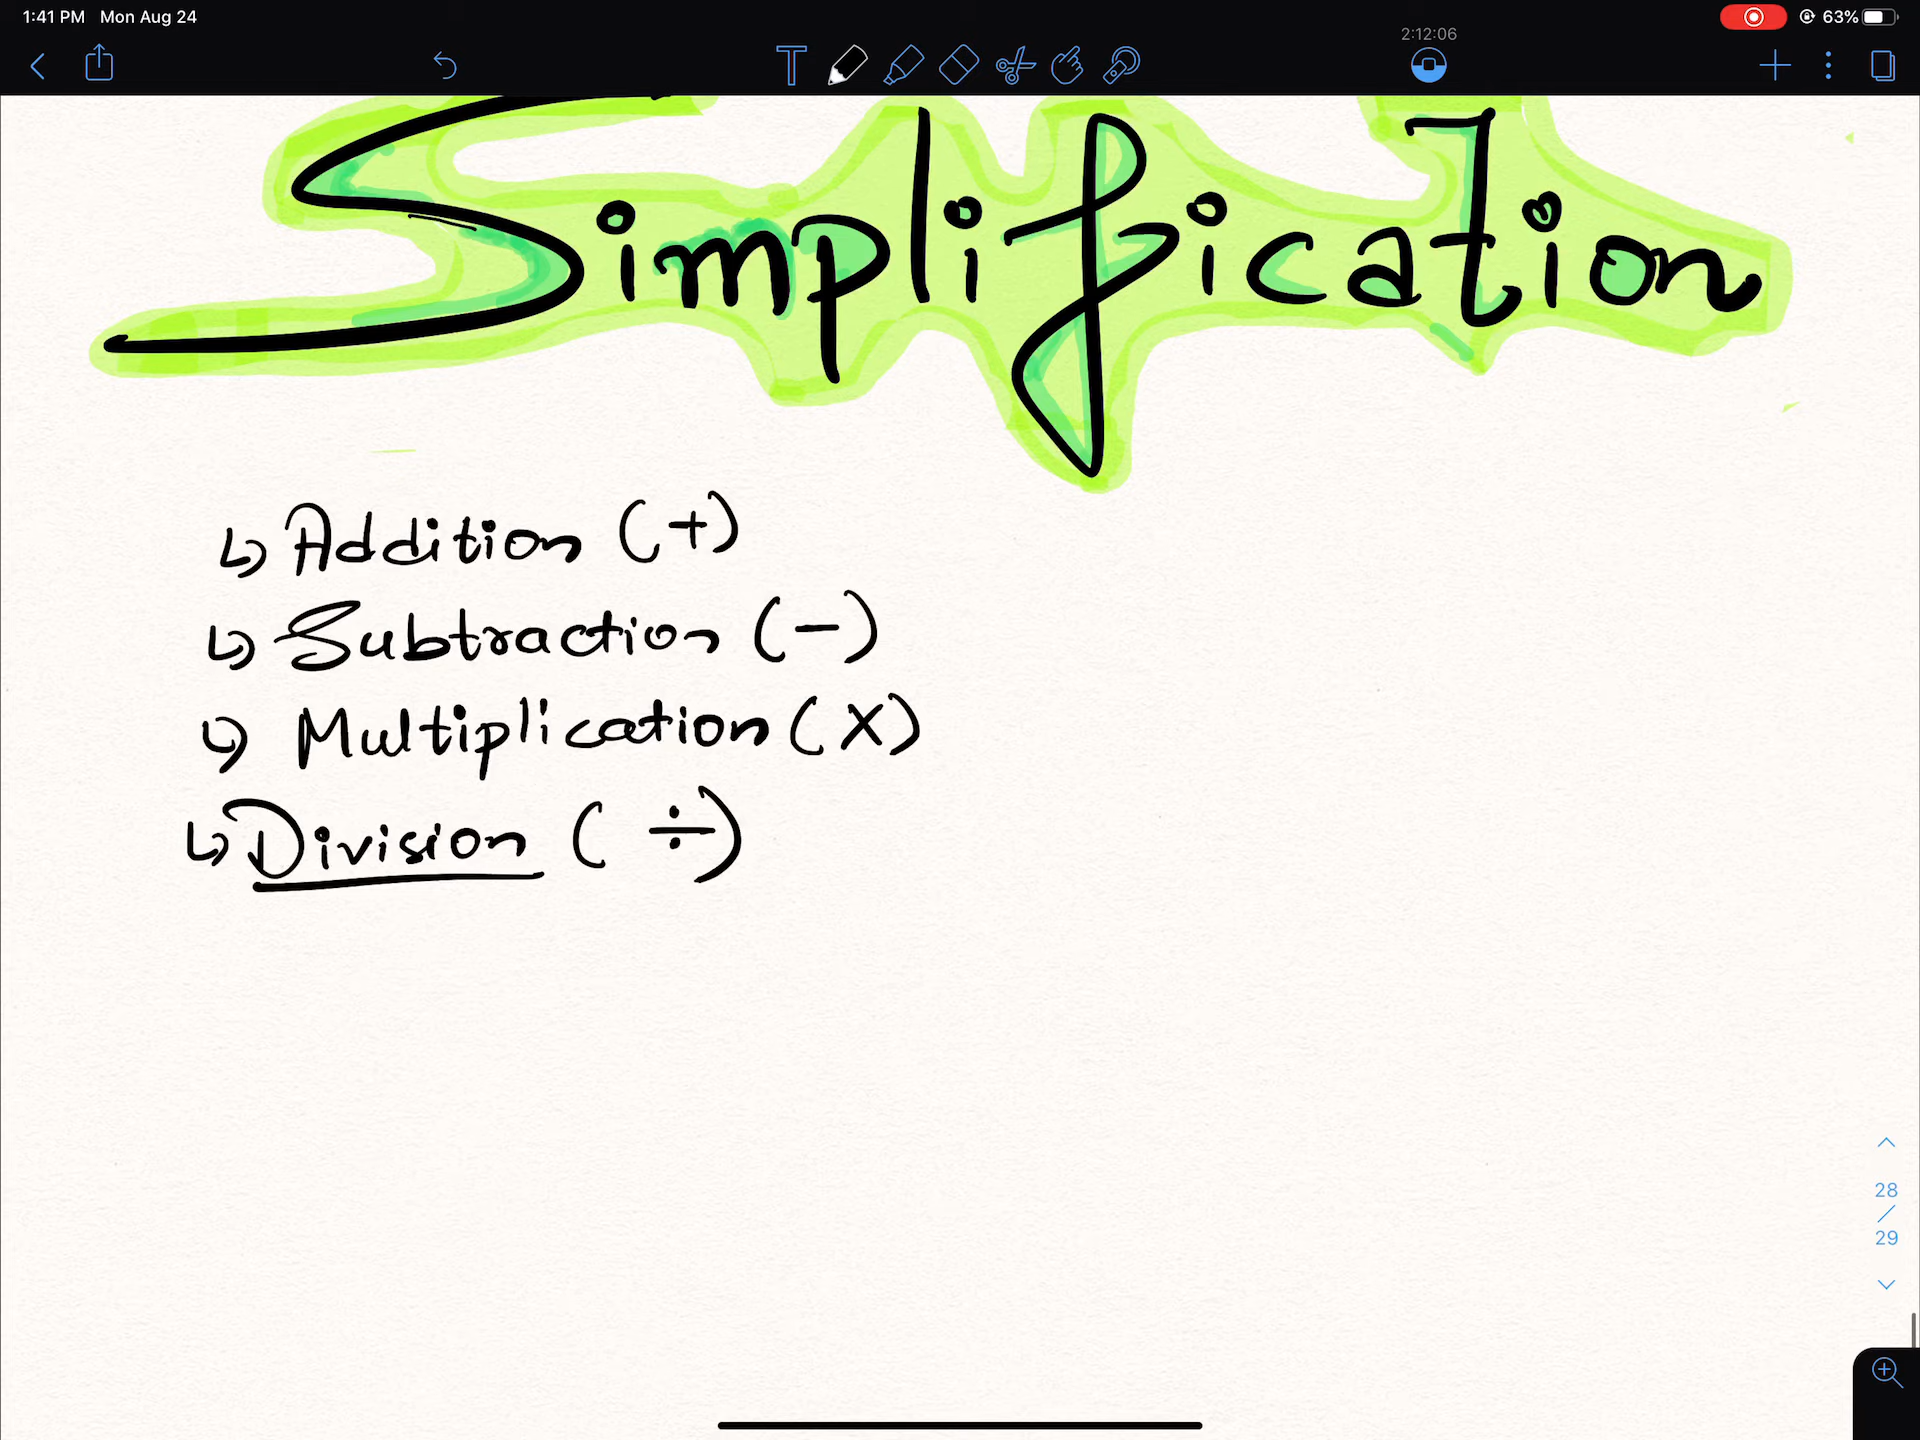 1:41 PM Mon Aug 24
63%
2:12:06
Simplification
↳ Addition (+)
↳ Subtraction (-)
↳ Multiplication (X)
↳ Division ( ÷ )
28
/
29